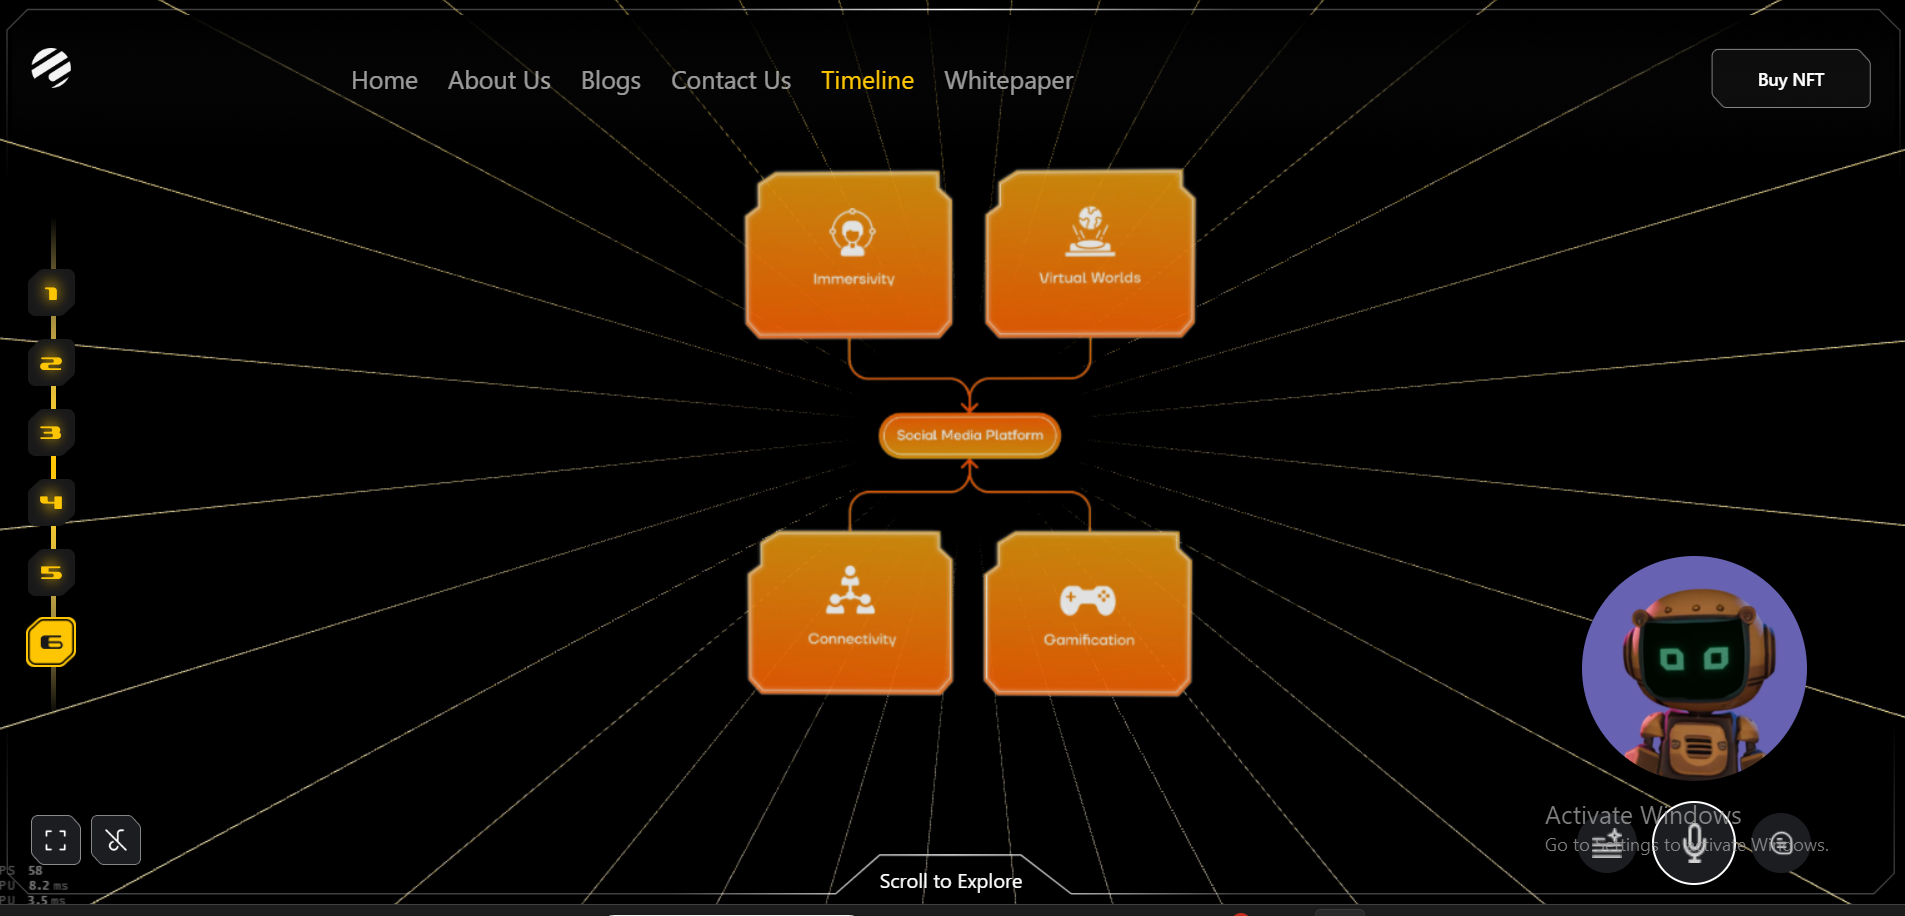 Home About Us Blogs Contact Us Timeline Whitepaper
Buy NFT
Immersivity
Virtual Worlds
1
2
3
4
5
6
Social Media Platform
Connectivity
Gamification
Activate Windows
Go to Settings to Activate Windows.
Scroll to Explore
PS 58
PU 8.2 ms
PU 3.5 ms